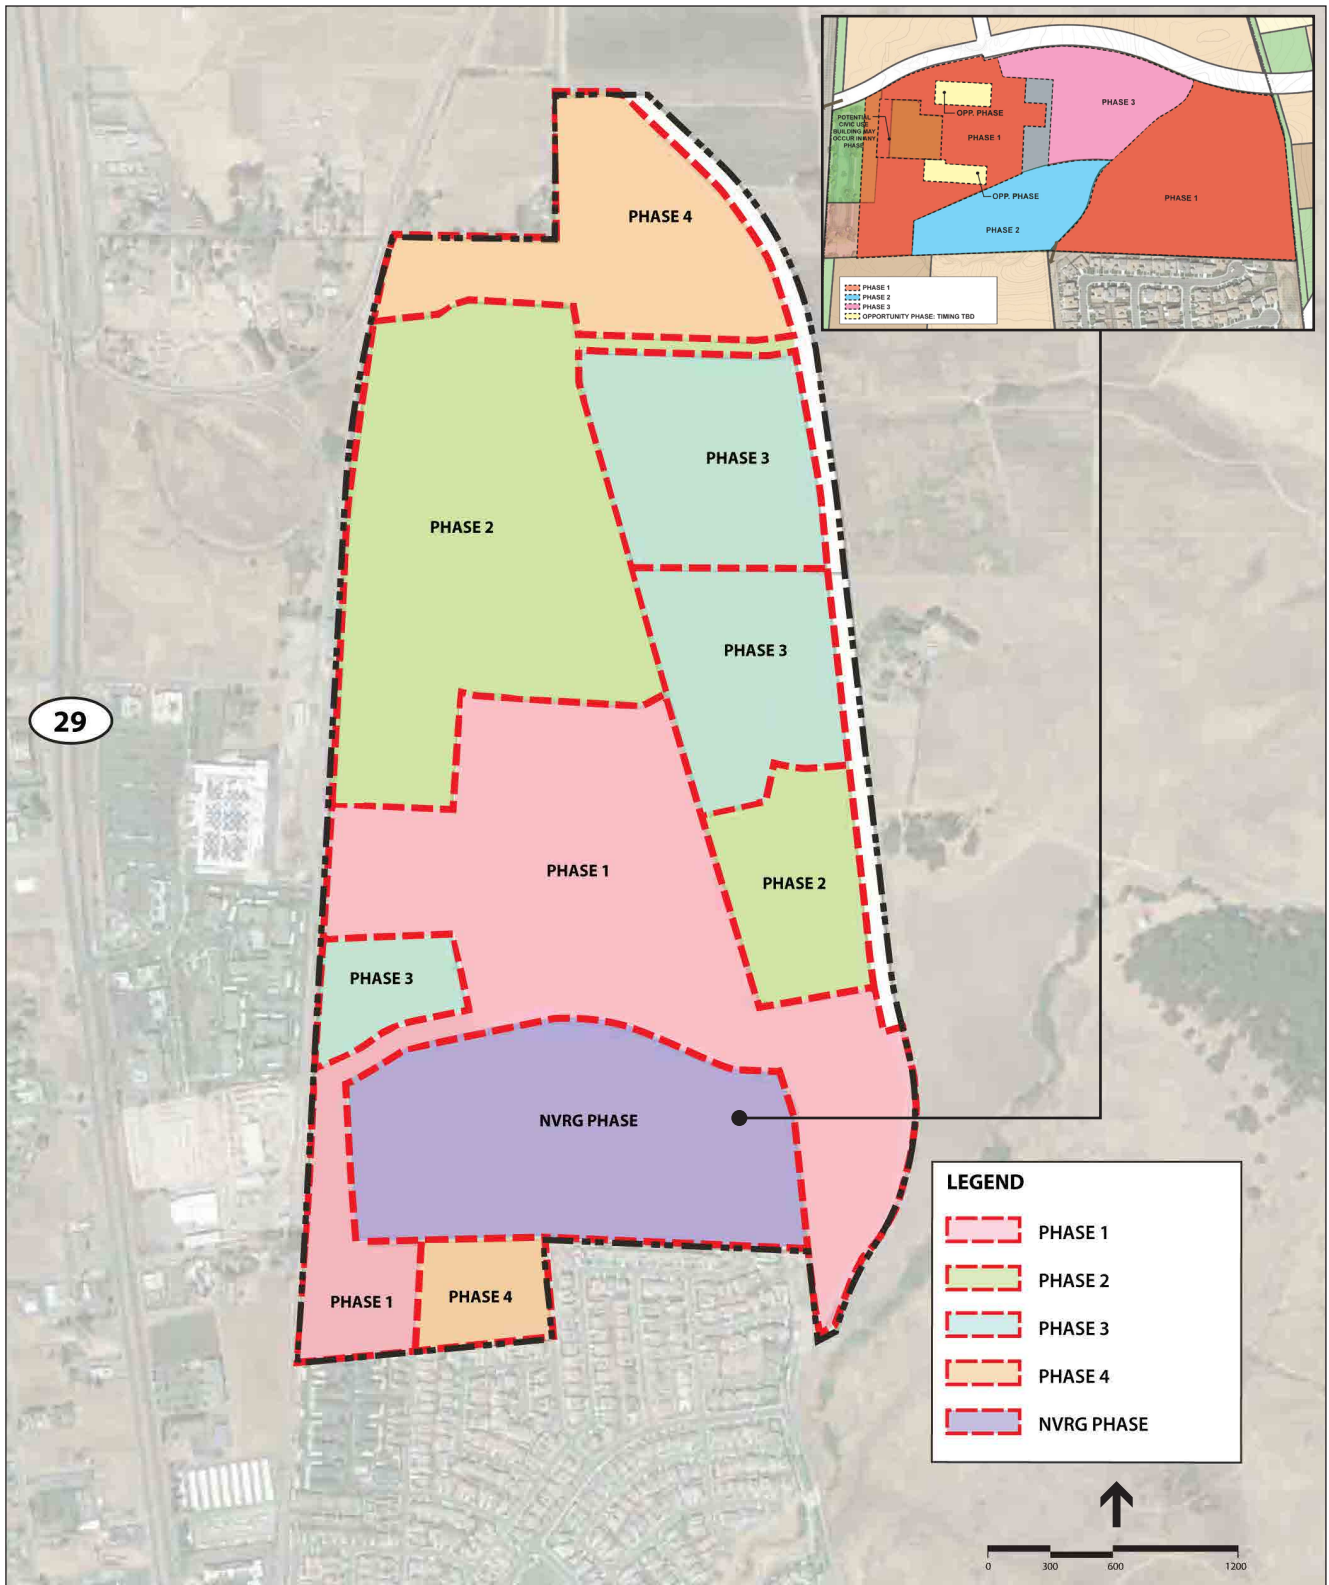 PHASE 3
OPP. PHASE
POTENTIAL
CIVIC USE
BUILDING MAY
OCCUR IN ANY
PHASE
PHASE 1
OPP. PHASE
PHASE 1
PHASE 2
PHASE 1
PHASE 2
PHASE 3
OPPORTUNITY PHASE: TIMING TBD
PHASE 4
PHASE 3
PHASE 2
PHASE 3
29
PHASE 1
PHASE 2
PHASE 3
NVRG PHASE
PHASE 1
PHASE 4
LEGEND
PHASE 1
PHASE 2
PHASE 3
PHASE 4
NVRG PHASE
0 300 600 1200